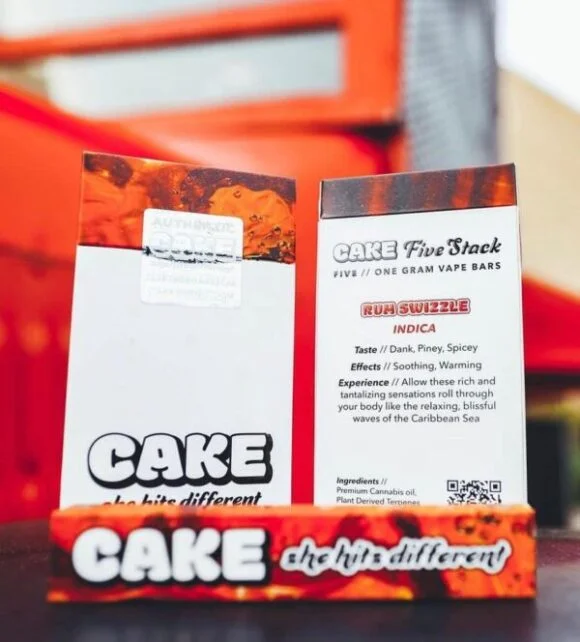 AUTHENTIC
CAKE
CAKE
she hits different
CAKE Five Stack
FIVE // ONE GRAM VAPE BARS
RUM SWIZZLE
INDICA
Taste // Dank, Piney, Spicey
Effects // Soothing, Warming
Experience // Allow these rich and
tantalizing sensations roll through
your body like the relaxing, blissful
waves of the Caribbean Sea
Ingredients //
Premium Cannabis oil,
Plant Derived Terpenes
CAKE she hits different